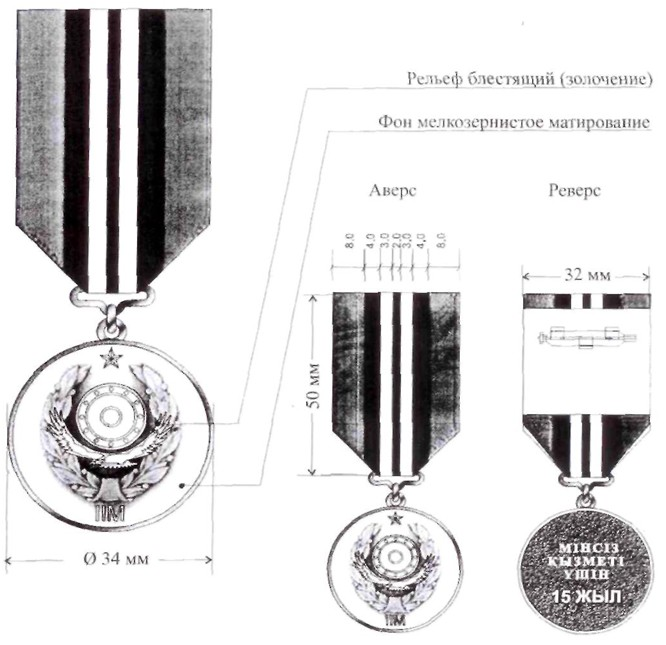 Рельеф блестящий (золочение)
Фон мелкозернистое матирование
Аверс
Реверс
8,0 4,0 3,0 2,0 3,0 4,0 8,0
32 мм
50 мм
ІІМ
Ø 34 мм
ІІМ
МІНСІЗ
ҚЫЗМЕТІ
ҮШІН
15 ЖЫЛ